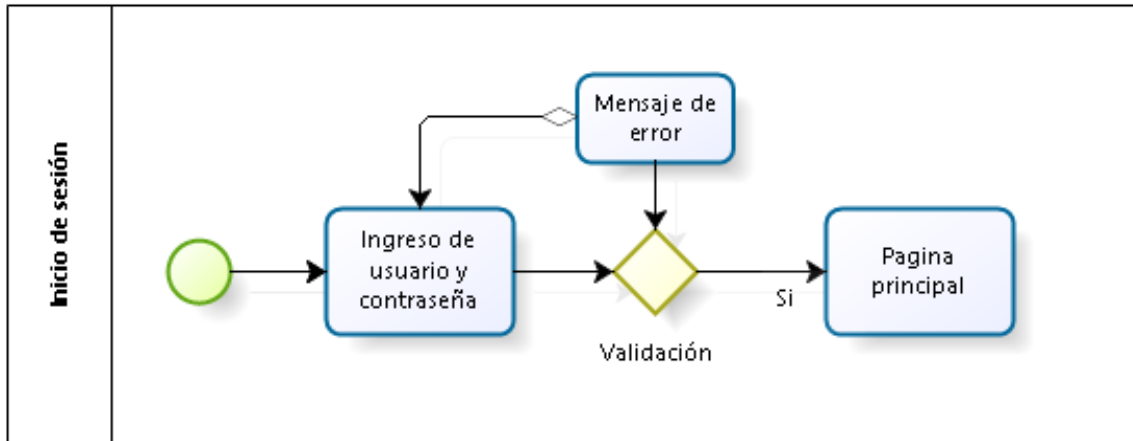 Inicio de sesión
Mensaje de
error
Ingreso de
usuario y
contraseña
Validación
Si
Pagina
principal